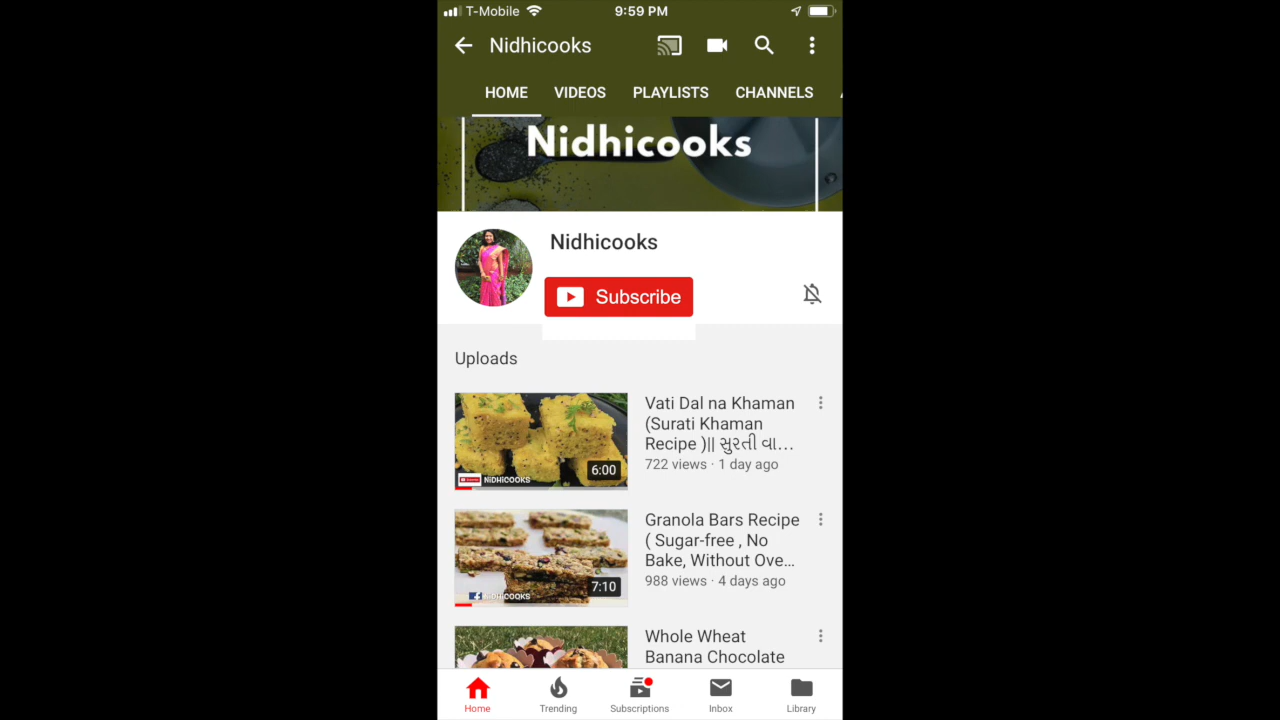 T-Mobile 9:59 PM
Nidhicooks
HOME VIDEOS PLAYLISTS CHANNELS
Nidhicooks
Nidhicooks
Subscribe
Uploads
Vati Dal na Khaman
(Surati Khaman
Recipe )|| સુરતી વા...
722 views · 1 day ago
6:00
NIDHICOOKS
Granola Bars Recipe
( Sugar-free , No
Bake, Without Ove...
988 views · 4 days ago
7:10
NIDHICOOKS
Whole Wheat
Banana Chocolate
Home Trending Subscriptions Inbox Library